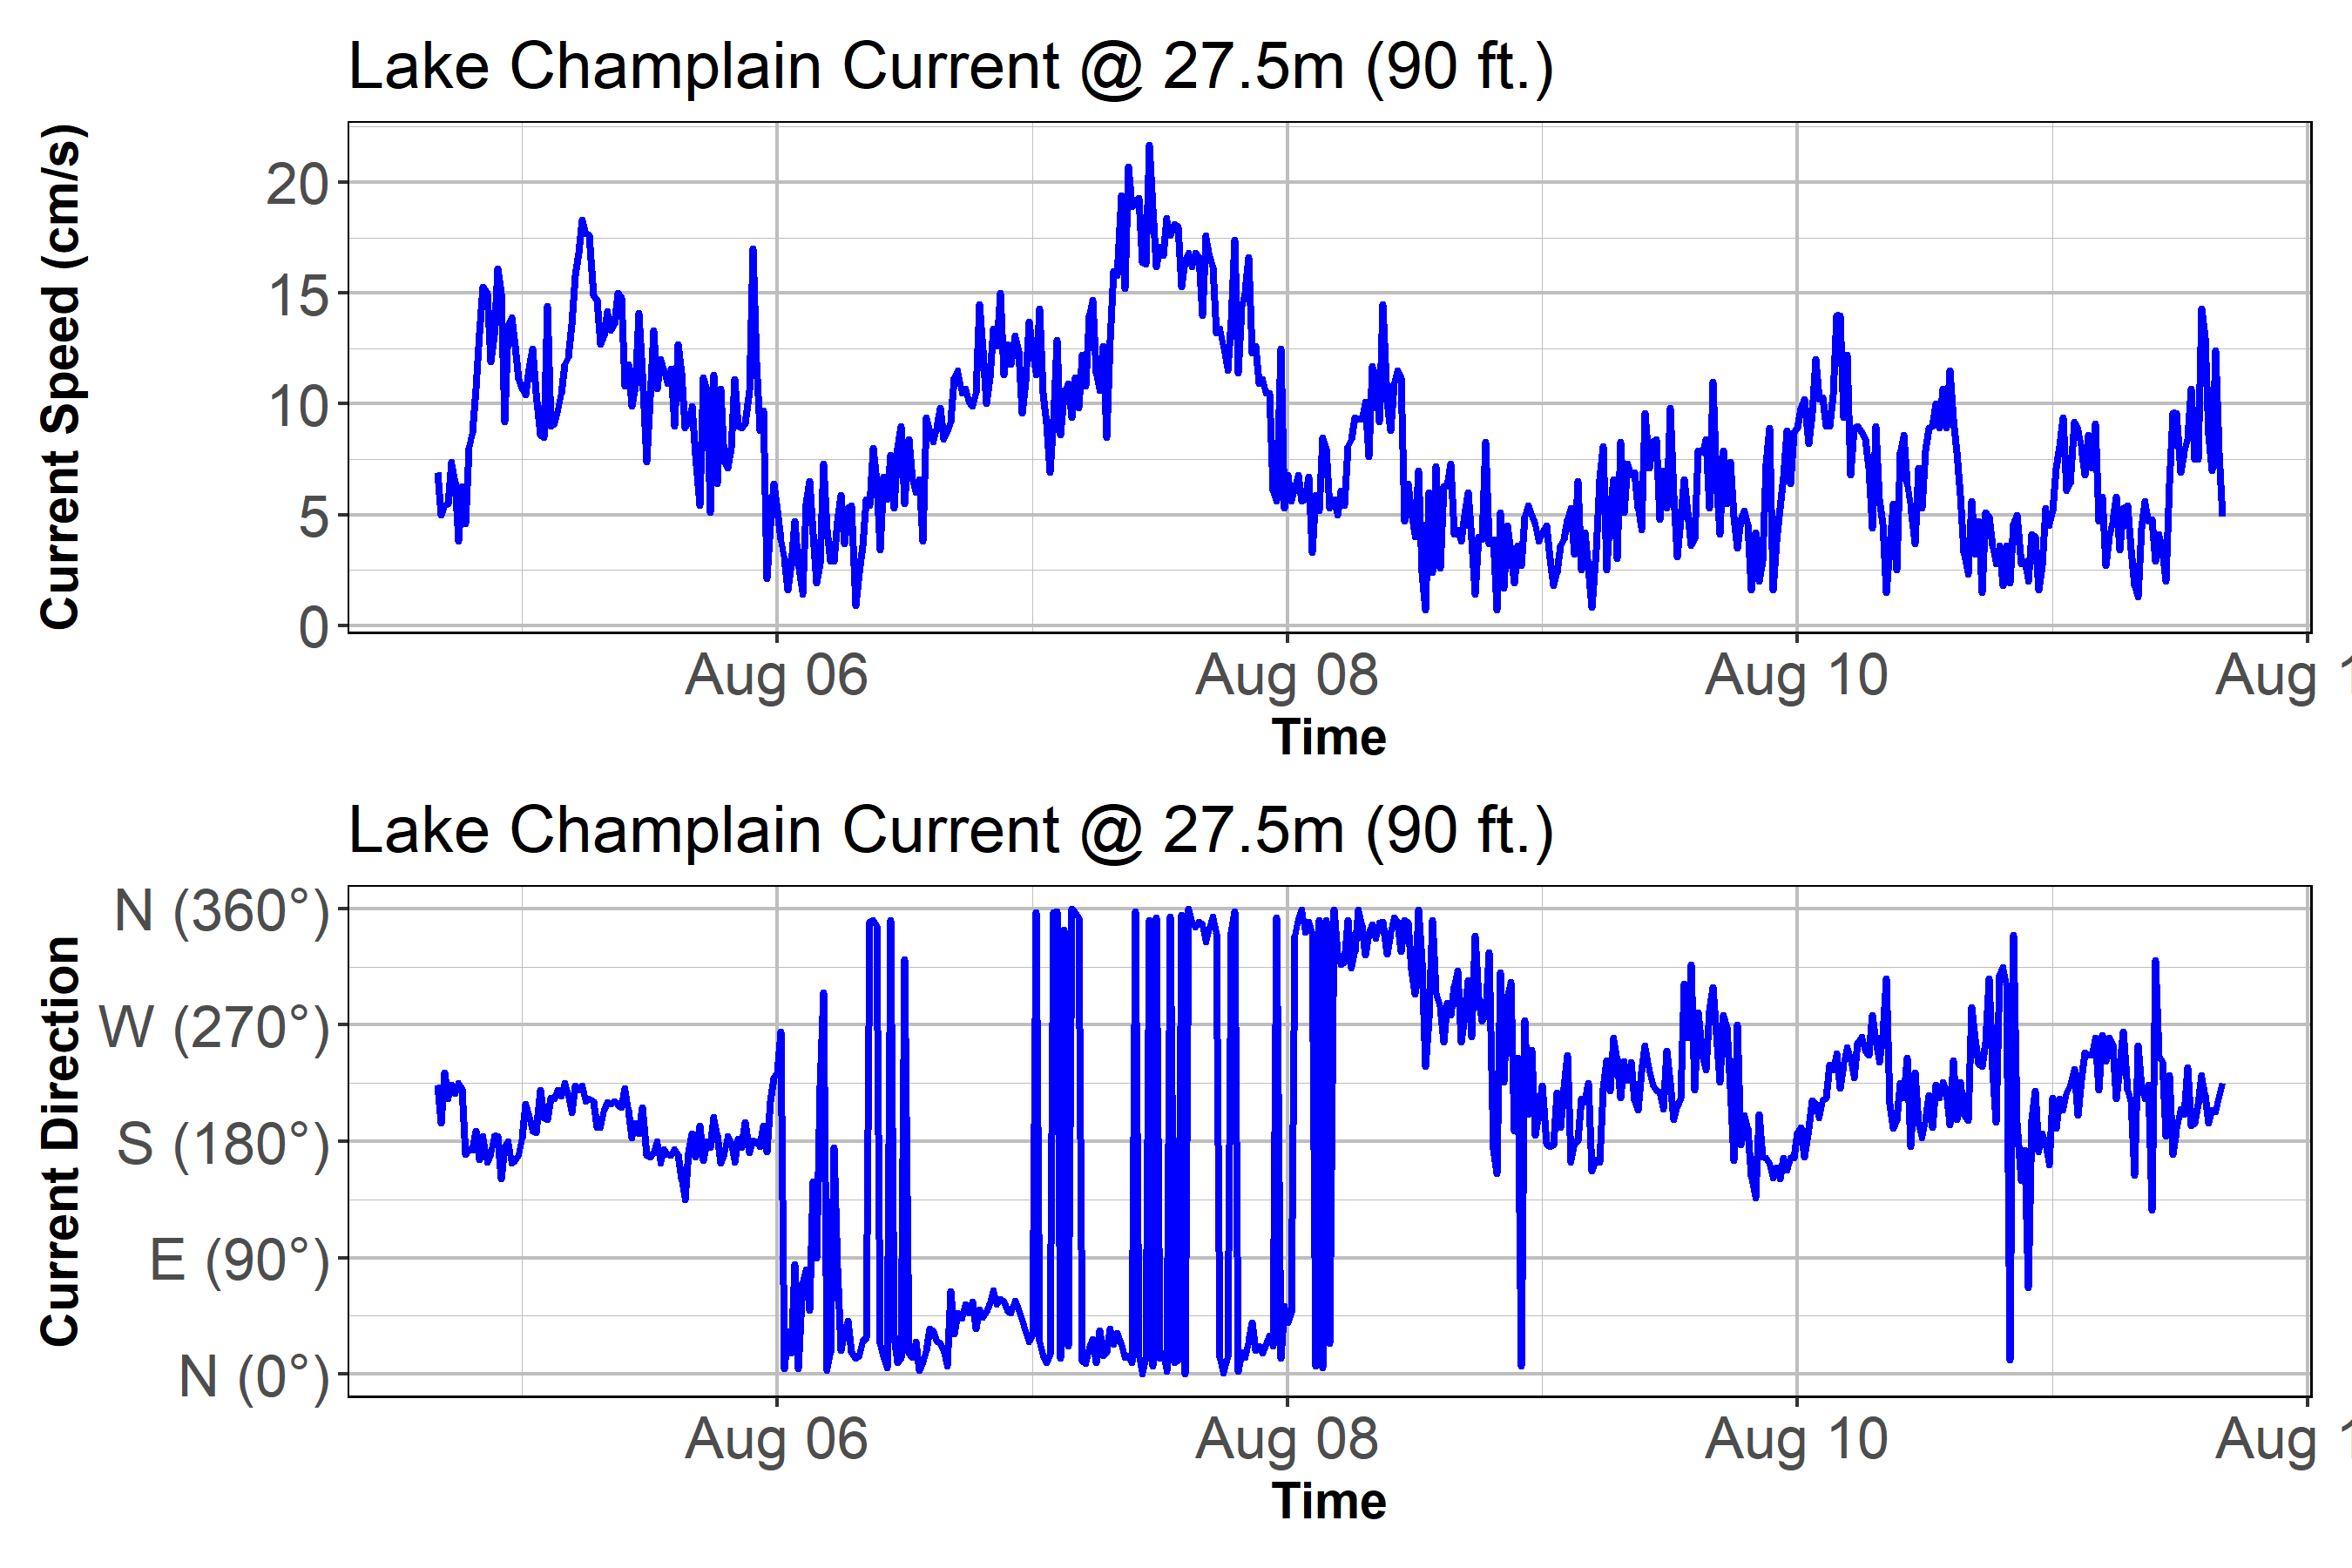 Lake Champlain Current @ 27.5m (90 ft.)
Current Speed (cm/s)
20
15
10
5
0
Aug 06 Aug 08 Aug 10 Aug 1
Time
Lake Champlain Current @ 27.5m (90 ft.)
Current Direction
N (360°)
W (270°)
S (180°)
E (90°)
N (0°)
Aug 06 Aug 08 Aug 10 Aug 1
Time